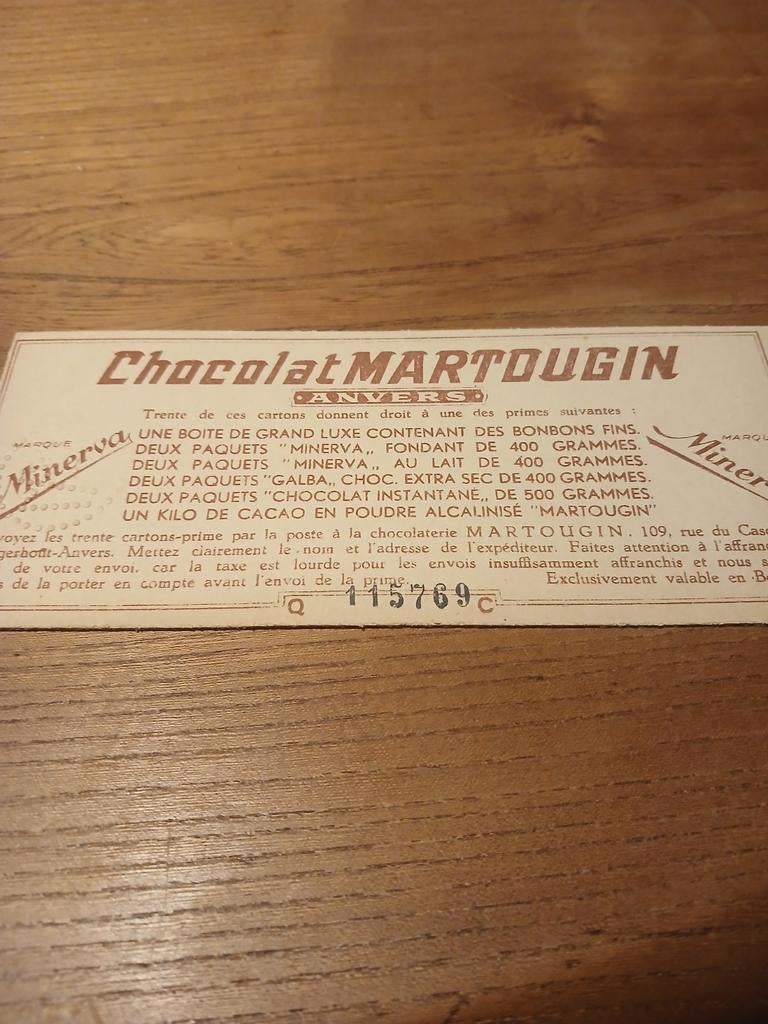 Chocolat MARTOUGIN
ANVERS
Trente de ces cartons donnent droit à une des primes suivantes :
MARQUE
Minerva
UNE BOITE DE GRAND LUXE CONTENANT DES BONBONS FINS.
DEUX PAQUETS "MINERVA,, FONDANT DE 400 GRAMMES.
DEUX PAQUETS "MINERVA,, AU LAIT DE 400 GRAMMES.
DEUX PAQUETS "GALBA,, CHOC. EXTRA SEC DE 400 GRAMMES.
DEUX PAQUETS "CHOCOLAT INSTANTANÉ,, DE 500 GRAMMES.
UN KILO DE CACAO EN POUDRE ALCALINISÉ "MARTOUGIN"
MARQU
Miner
voyez les trente cartons-prime par la poste à la chocolaterie MARTOUGIN, 109, rue du Cas
gerhout-Anvers. Mettez clairement le nom et l'adresse de l'expéditeur. Faites attention à l'affran
de votre envoi, car la taxe est lourde pour les envois insuffisamment affranchis et nous s
s de la porter en compte avant l'envoi de la prime. Exclusivement valable en B
Q 115769 C